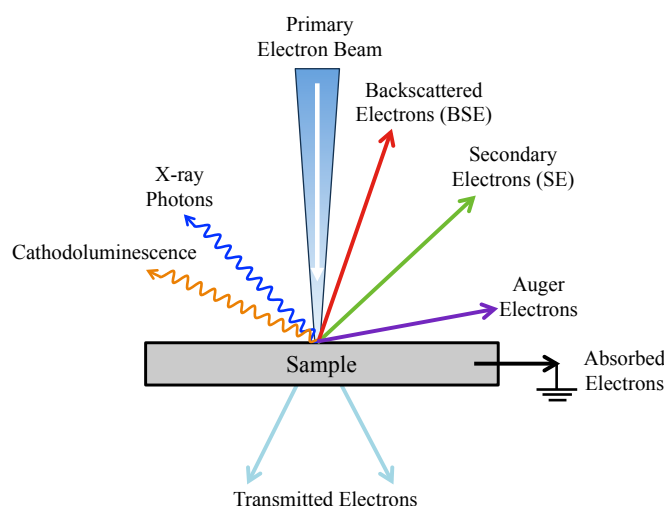 Primary
Electron Beam
Backscattered
Electrons (BSE)
Secondary
Electrons (SE)
X-ray
Photons
Cathodoluminescence
Auger
Electrons
Sample
Absorbed
Electrons
Transmitted Electrons